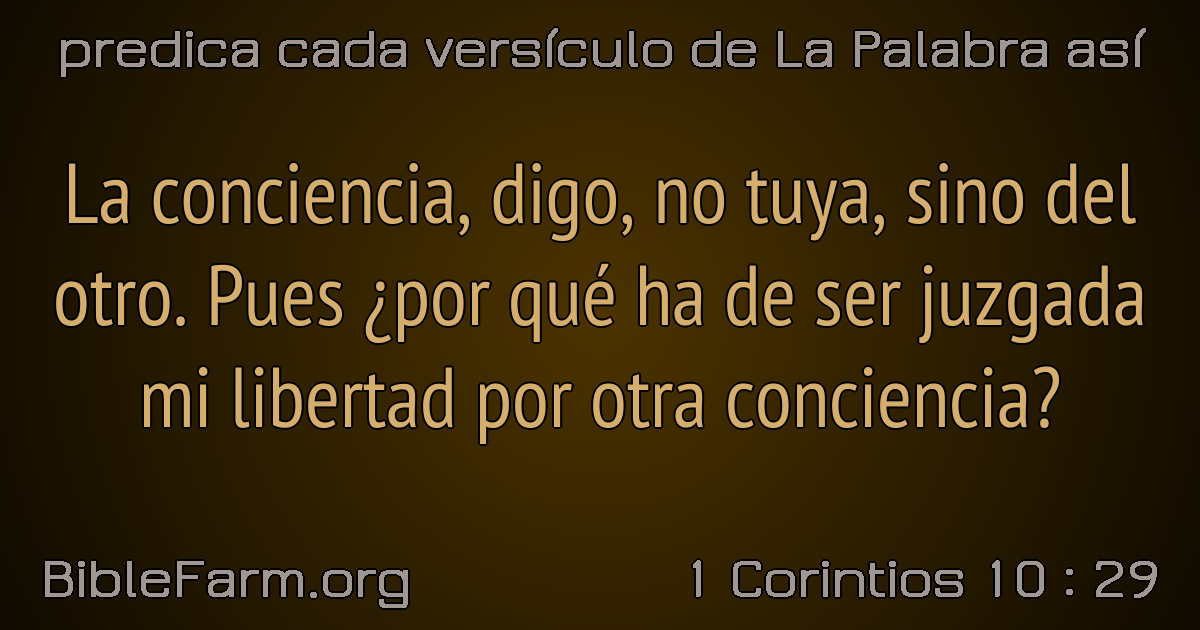 predica cada versículo de La Palabra así
La conciencia, digo, no tuya, sino del
otro. Pues ¿por qué ha de ser juzgada
mi libertad por otra conciencia?
BibleFarm.org
1 Corintios 10 : 29